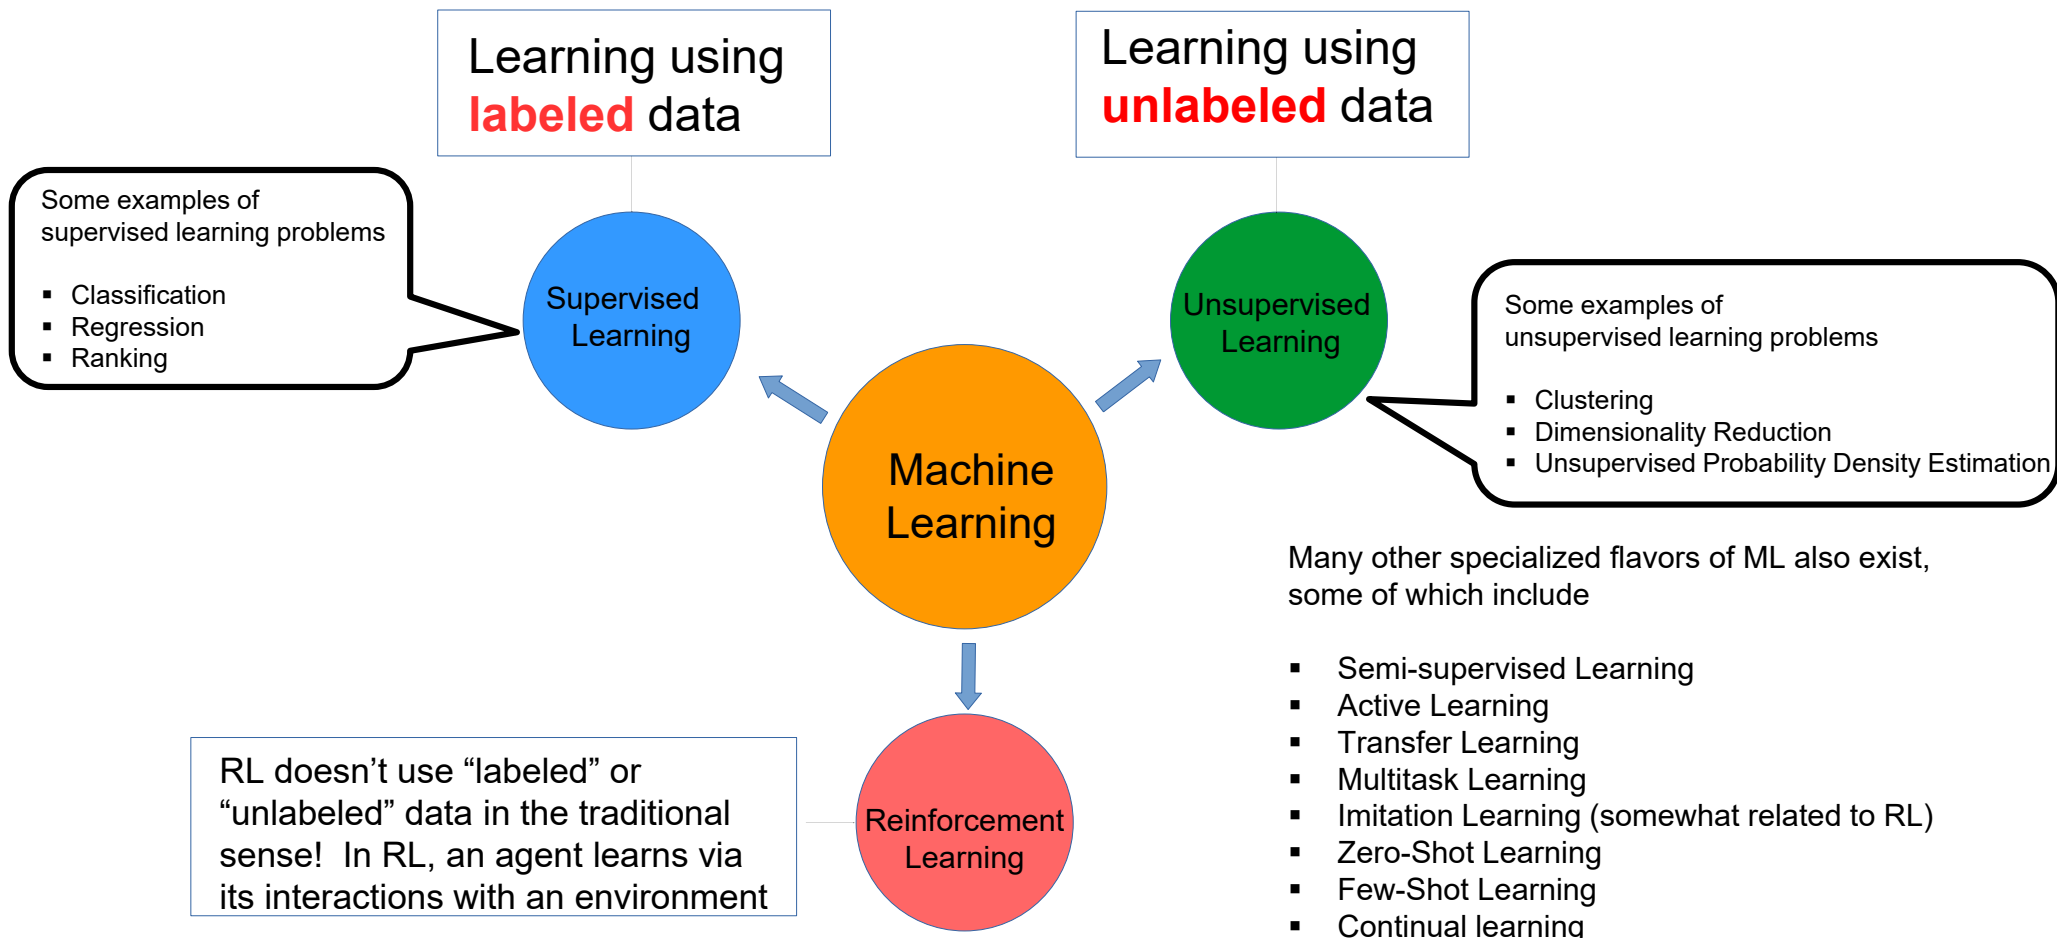 Learning using
labeled data
Learning using
unlabeled data
Some examples of
supervised learning problems
▪ Classification
▪ Regression
▪ Ranking
Supervised
Learning
Unsupervised
Learning
Some examples of
unsupervised learning problems
▪ Clustering
▪ Dimensionality Reduction
▪ Unsupervised Probability Density Estimation
Machine
Learning
Many other specialized flavors of ML also exist,
some of which include
▪ Semi-supervised Learning
▪ Active Learning
▪ Transfer Learning
▪ Multitask Learning
▪ Imitation Learning (somewhat related to RL)
▪ Zero-Shot Learning
▪ Few-Shot Learning
▪ Continual learning
RL doesn’t use “labeled” or
“unlabeled” data in the traditional
sense! In RL, an agent learns via
its interactions with an environment
Reinforcement
Learning